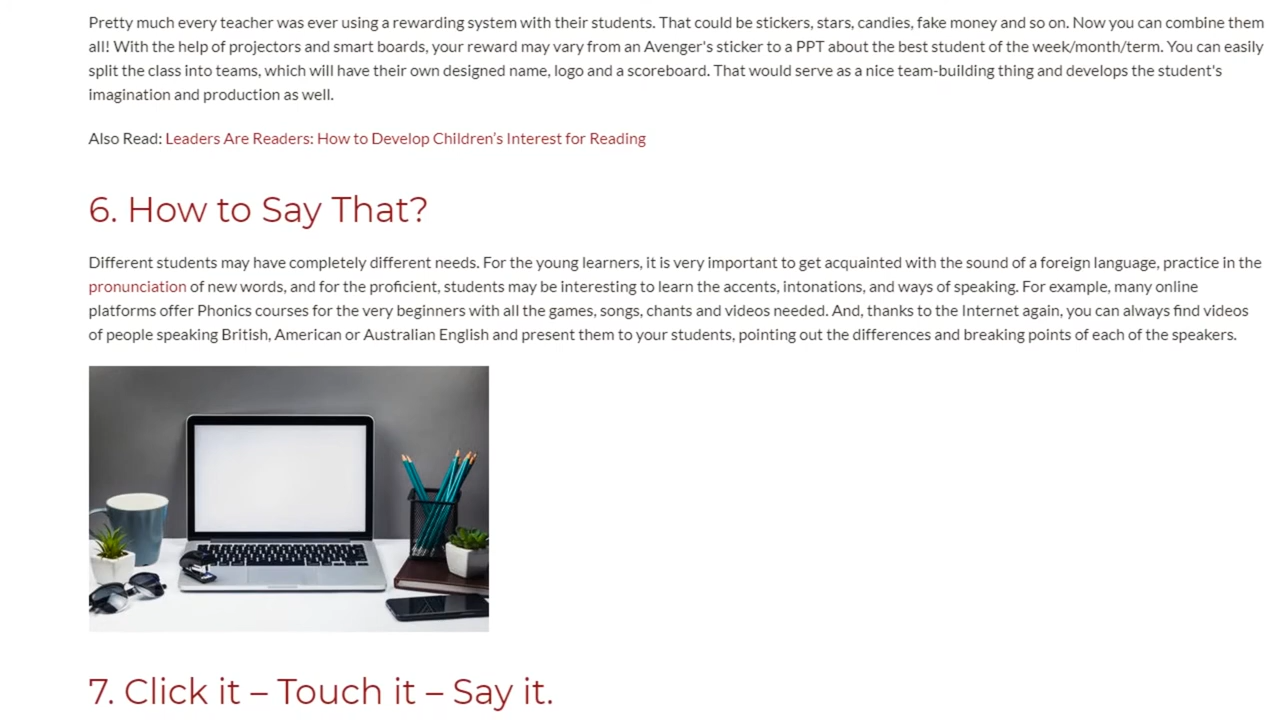 Pretty much every teacher was ever using a rewarding system with their students. That could be stickers, stars, candies, fake money and so on. Now you can combine them
all! With the help of projectors and smart boards, your reward may vary from an Avenger's sticker to a PPT about the best student of the week/month/term. You can easily
split the class into teams, which will have their own designed name, logo and a scoreboard. That would serve as a nice team-building thing and develops the student's
imagination and production as well.
Also Read: Leaders Are Readers: How to Develop Children's Interest for Reading
6. How to Say That?
Different students may have completely different needs. For the young learners, it is very important to get acquainted with the sound of a foreign language, practice in the
pronunciation of new words, and for the proficient, students may be interesting to learn the accents, intonations, and ways of speaking. For example, many online
platforms offer Phonics courses for the very beginners with all the games, songs, chants and videos needed. And, thanks to the Internet again, you can always find videos
of people speaking British, American or Australian English and present them to your students, pointing out the differences and breaking points of each of the speakers.
7. Click it – Touch it – Say it.